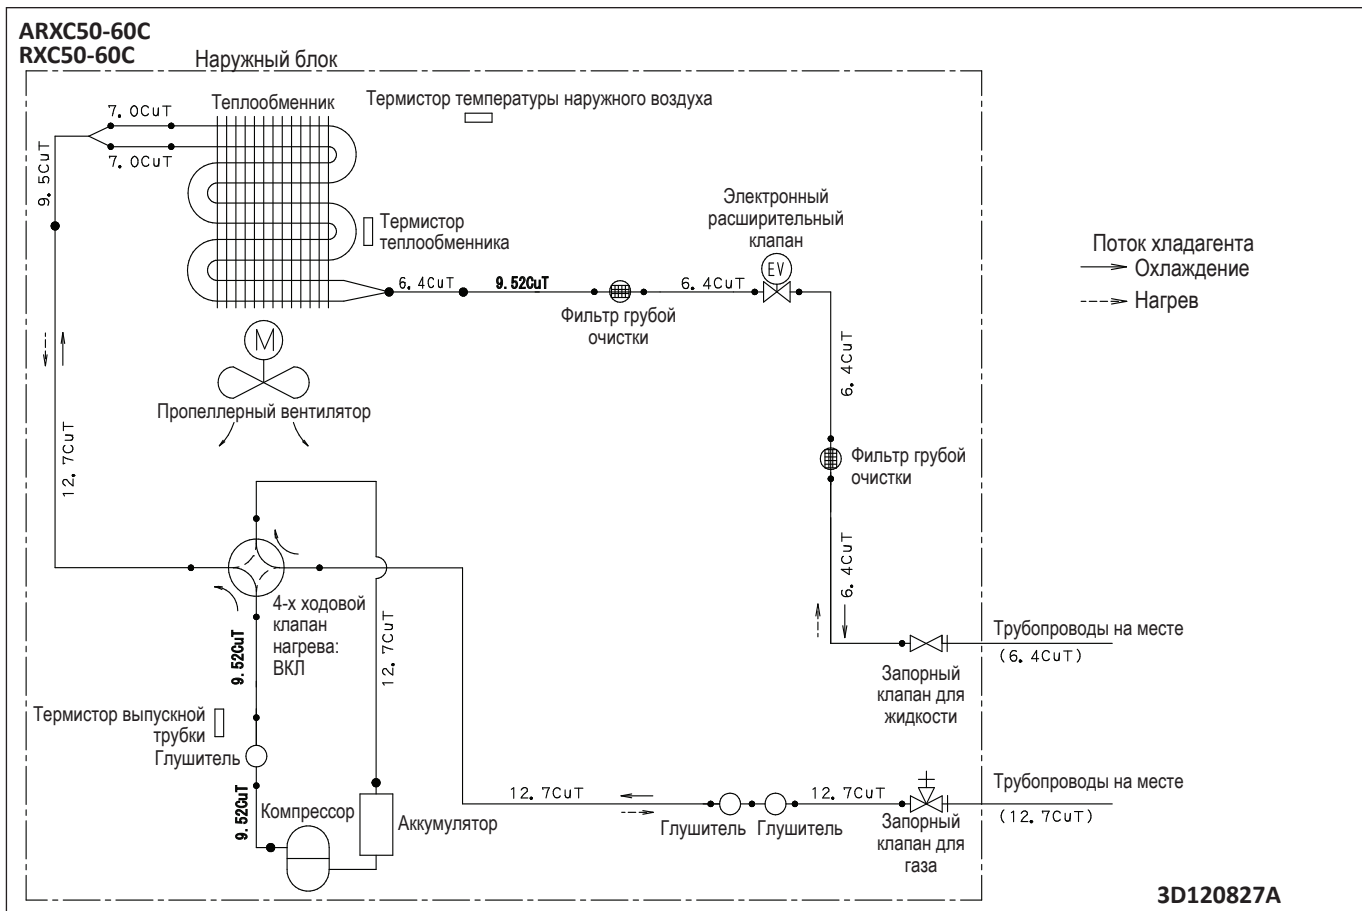 ARXC50-60C
RXC50-60C
Наружный блок
Теплообменник
Термистор температуры наружного воздуха
7.0CuT
7.0CuT
9.5CuT
Термистор
теплообменника
Электронный
расширительный
клапан
EV
6.4CuT
9.52CuT
6.4CuT
Фильтр грубой
очистки
Поток хладагента
Охлаждение
Нагрев
M
Пропеллерный вентилятор
6.4CuT
12.7CuT
Фильтр грубой
очистки
6.4CuT
4-х ходовой
клапан
нагрева:
ВКЛ
9.52CuT
12.7CuT
Трубопроводы на месте
(6.4CuT)
Запорный
клапан для
жидкости
Термистор выпускной
трубки
Глушитель
9.52CuT
Компрессор
Аккумулятор
12.7CuT
12.7CuT
Глушитель
Глушитель
Трубопроводы на месте
(12.7CuT)
Запорный
клапан для
газа
3D120827A